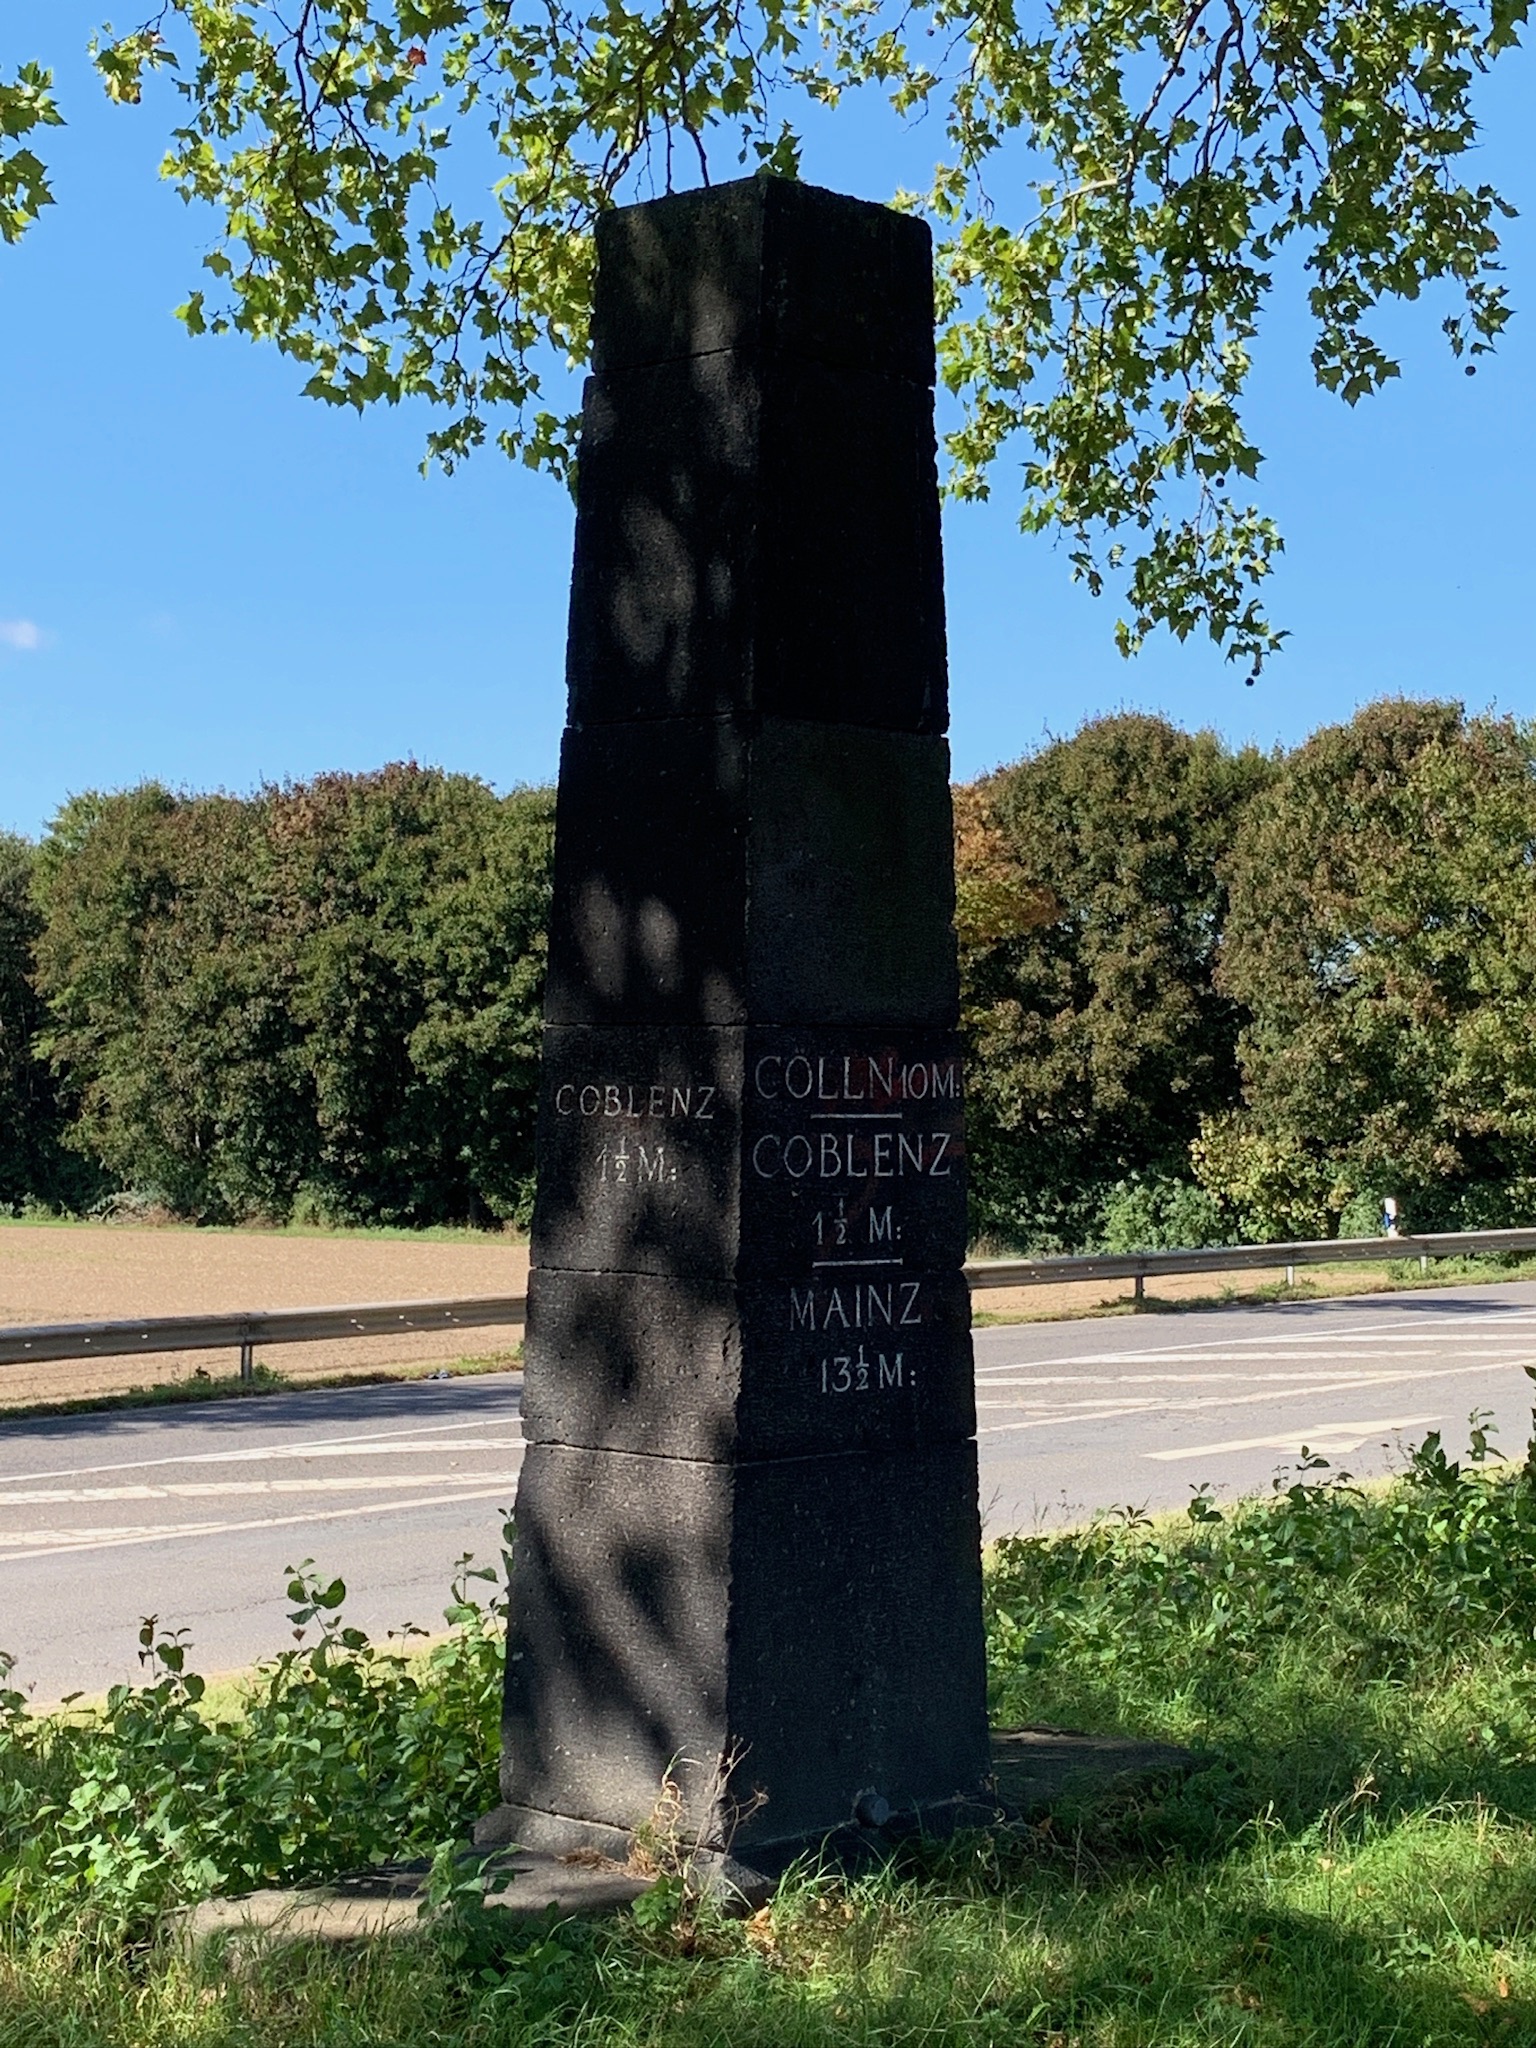 COBLENZ
1½ M:
CÖLLN 10 M:
COBLENZ
1½ M:
MAINZ
13½ M: